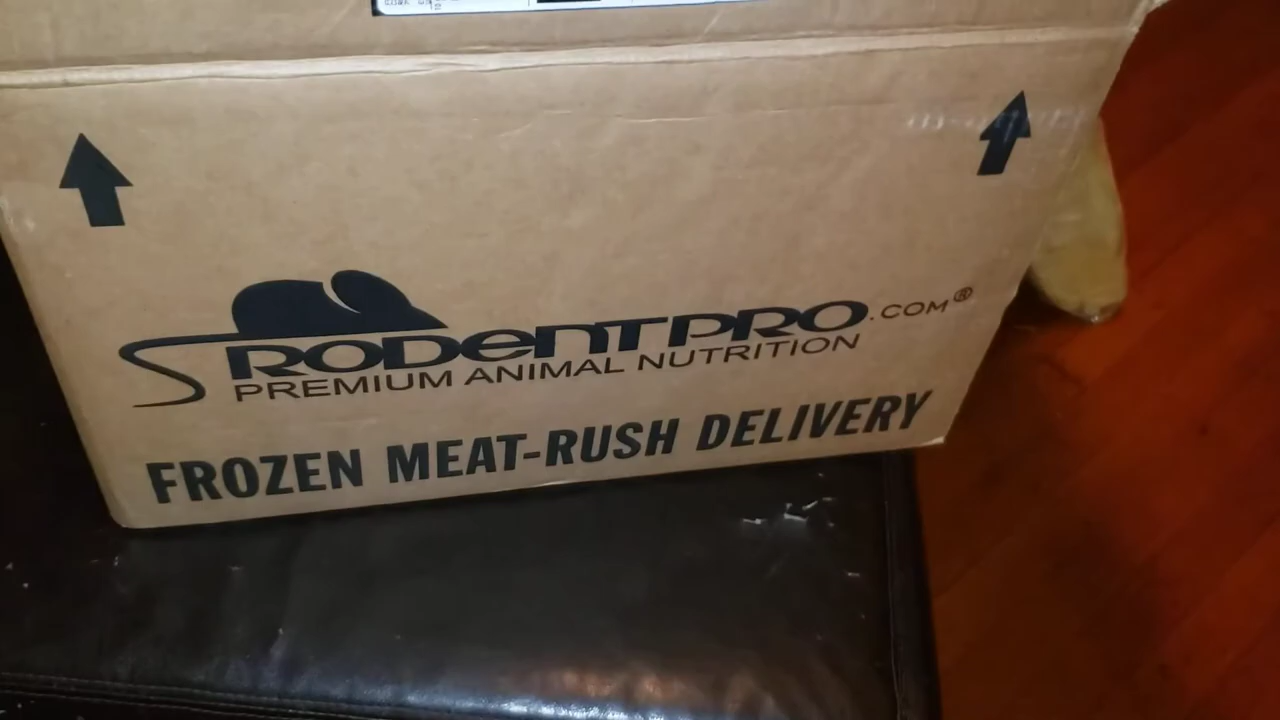 RODENTPRO.COM®
PREMIUM ANIMAL NUTRITION
FROZEN MEAT-RUSH DELIVERY